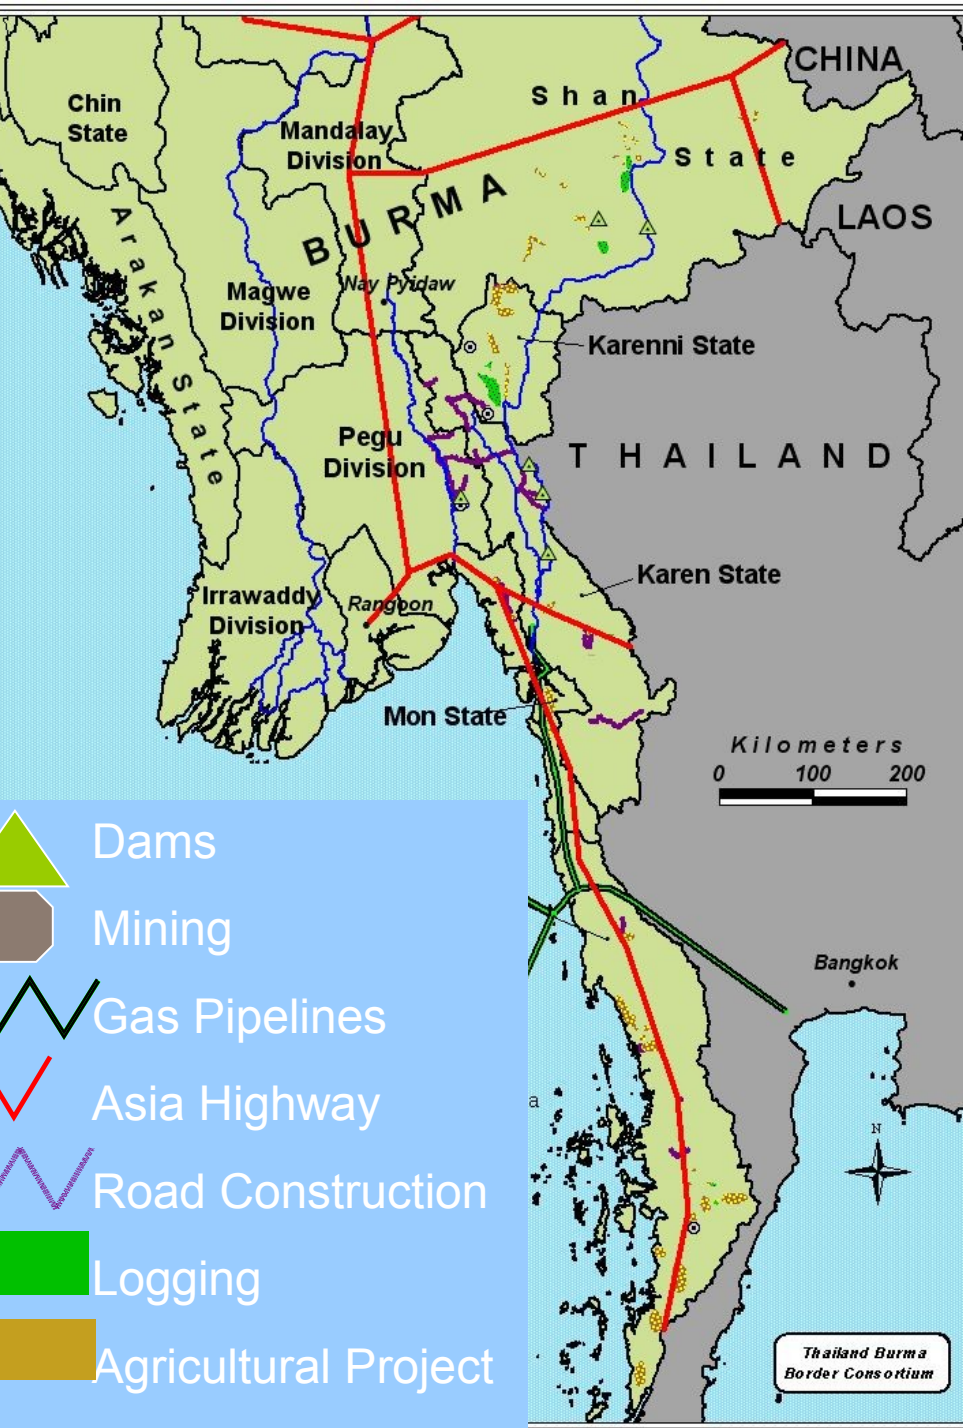 CHINA
Chin
State
Shan
State
Mandalay
Division
BURMA
LAOS
Arakan State
Nay Pyidaw
Magwe
Division
Karenni State
Pegu
Division
THAILAND
Karen State
Irrawaddy
Division
Rangoon
Mon State
Kilometers
0 100 200
Dams
Mining
Bangkok
Gas Pipelines
Asia Highway
a
N
Road Construction
Logging
Agricultural Project
Thailand Burma
Border Consortium